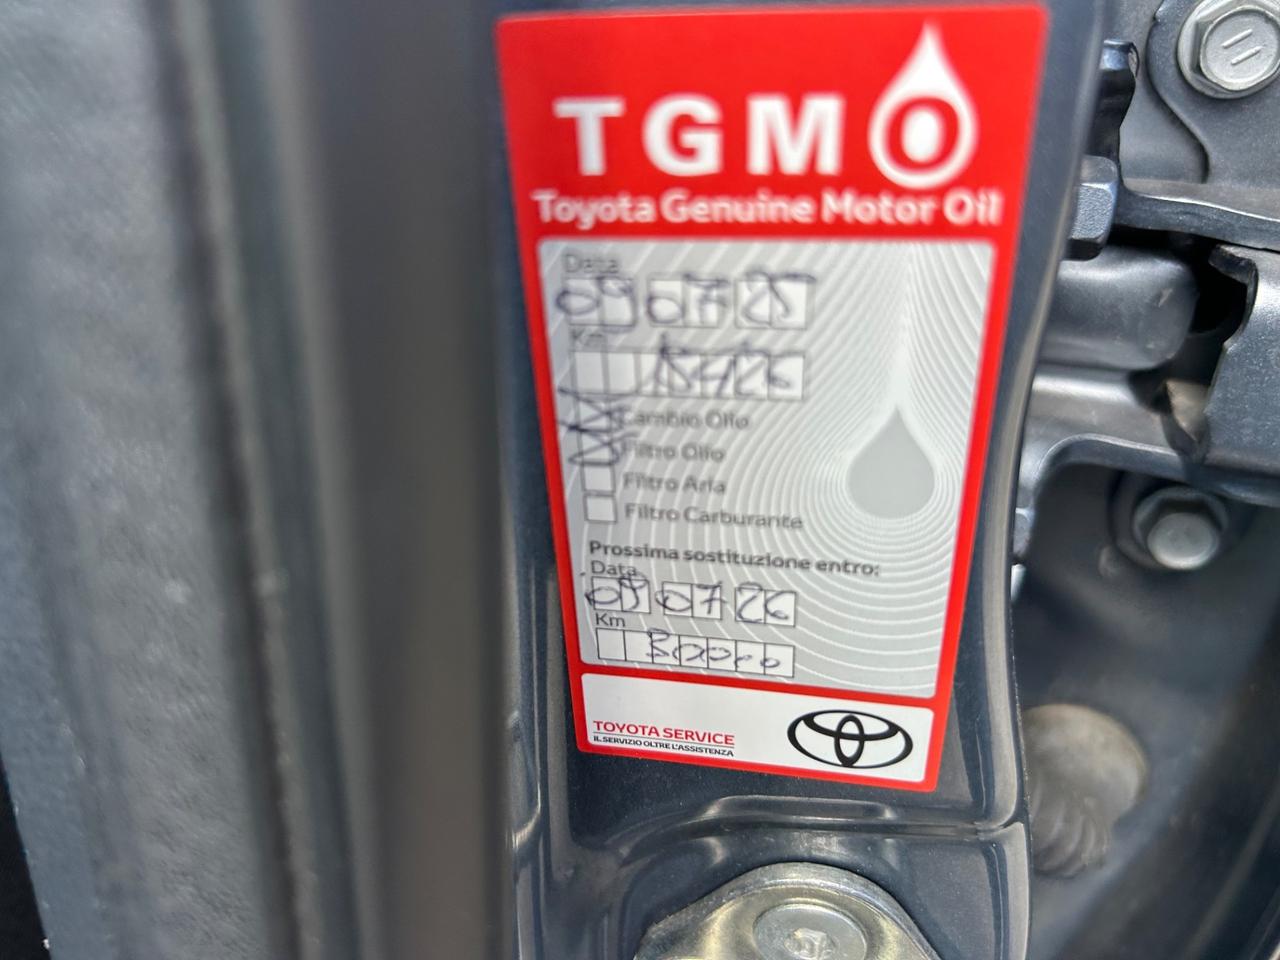 TGMO
Toyota Genuine Motor Oil
Data
09 07 25
Km
15426
Cambio Olio
Filtro Olio
Filtro Aria
Filtro Carburante
Prossima sostituzione entro:
Data
09 07 26
Km
30000
TOYOTA SERVICE
IL SERVIZIO OLTRE L'ASSISTENZA